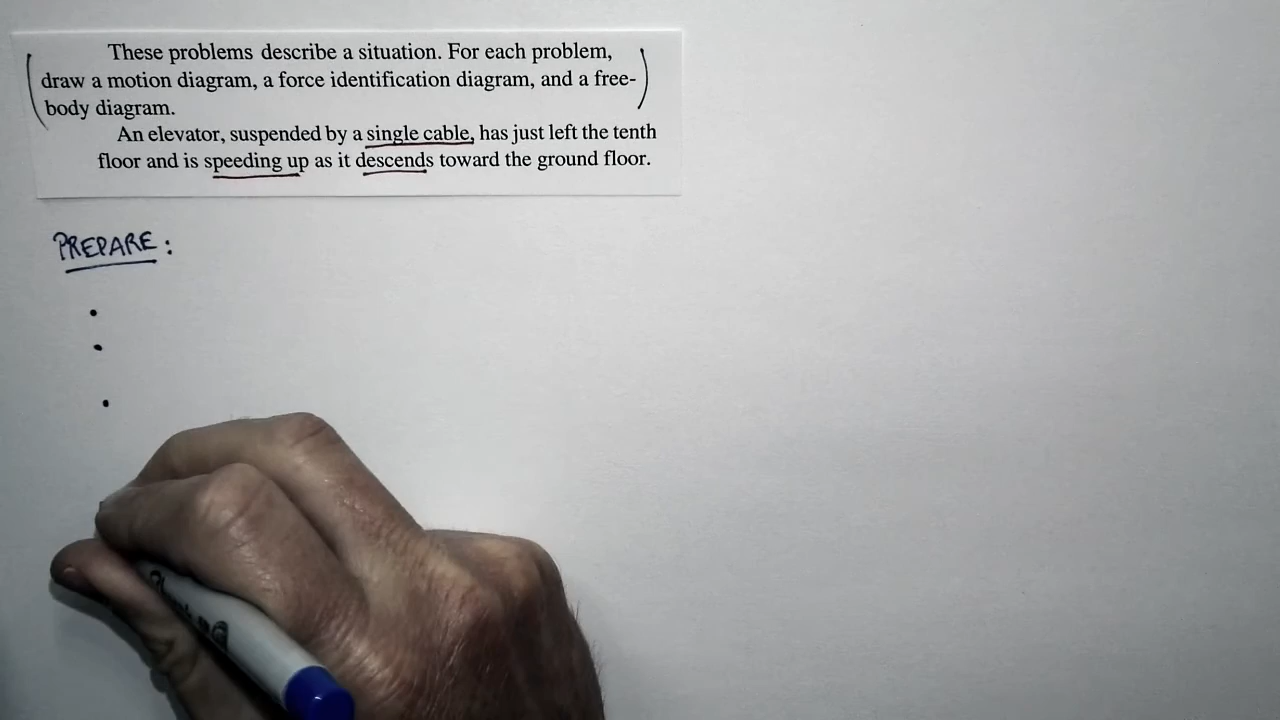 These problems describe a situation. For each problem,
draw a motion diagram, a force identification diagram, and a free-
body diagram.
An elevator, suspended by a single cable, has just left the tenth
floor and is speeding up as it descends toward the ground floor.
PREPARE: